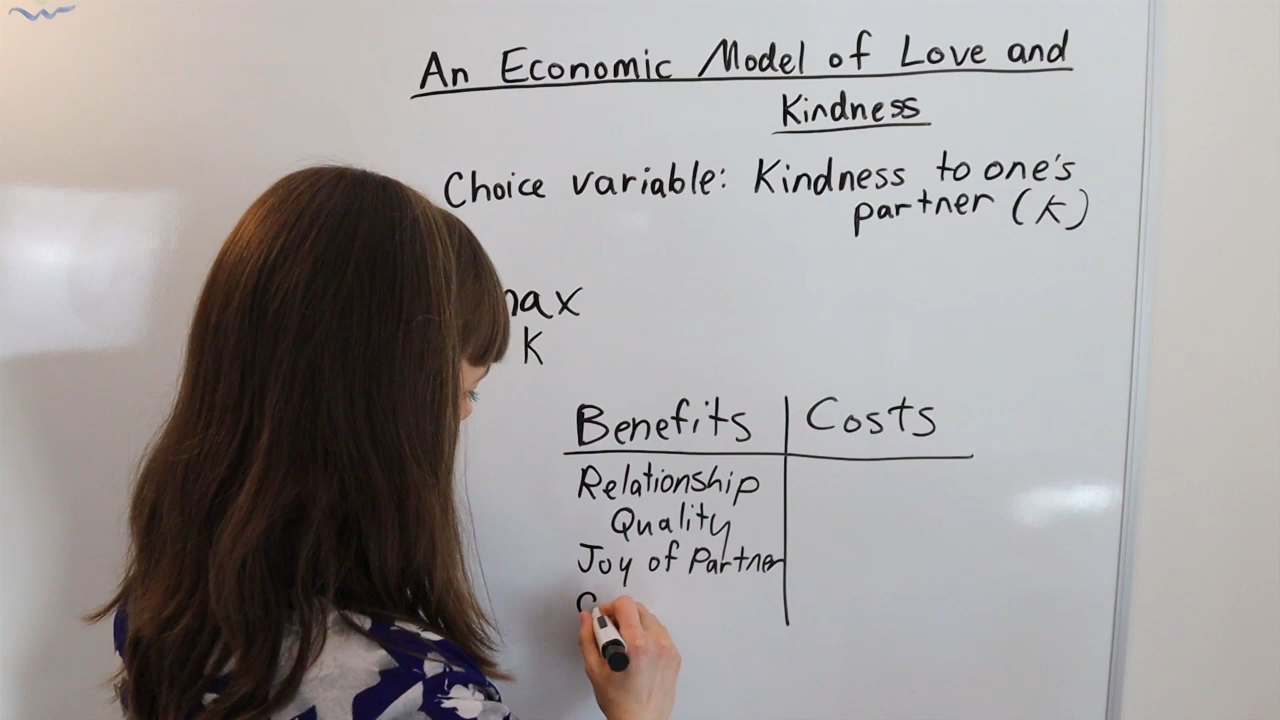 An Economic Model of Love and
Kindness
Choice variable: Kindness to one's
partner (K)
max
K
Benefits
Costs
Relationship
Quality
Joy of Partner